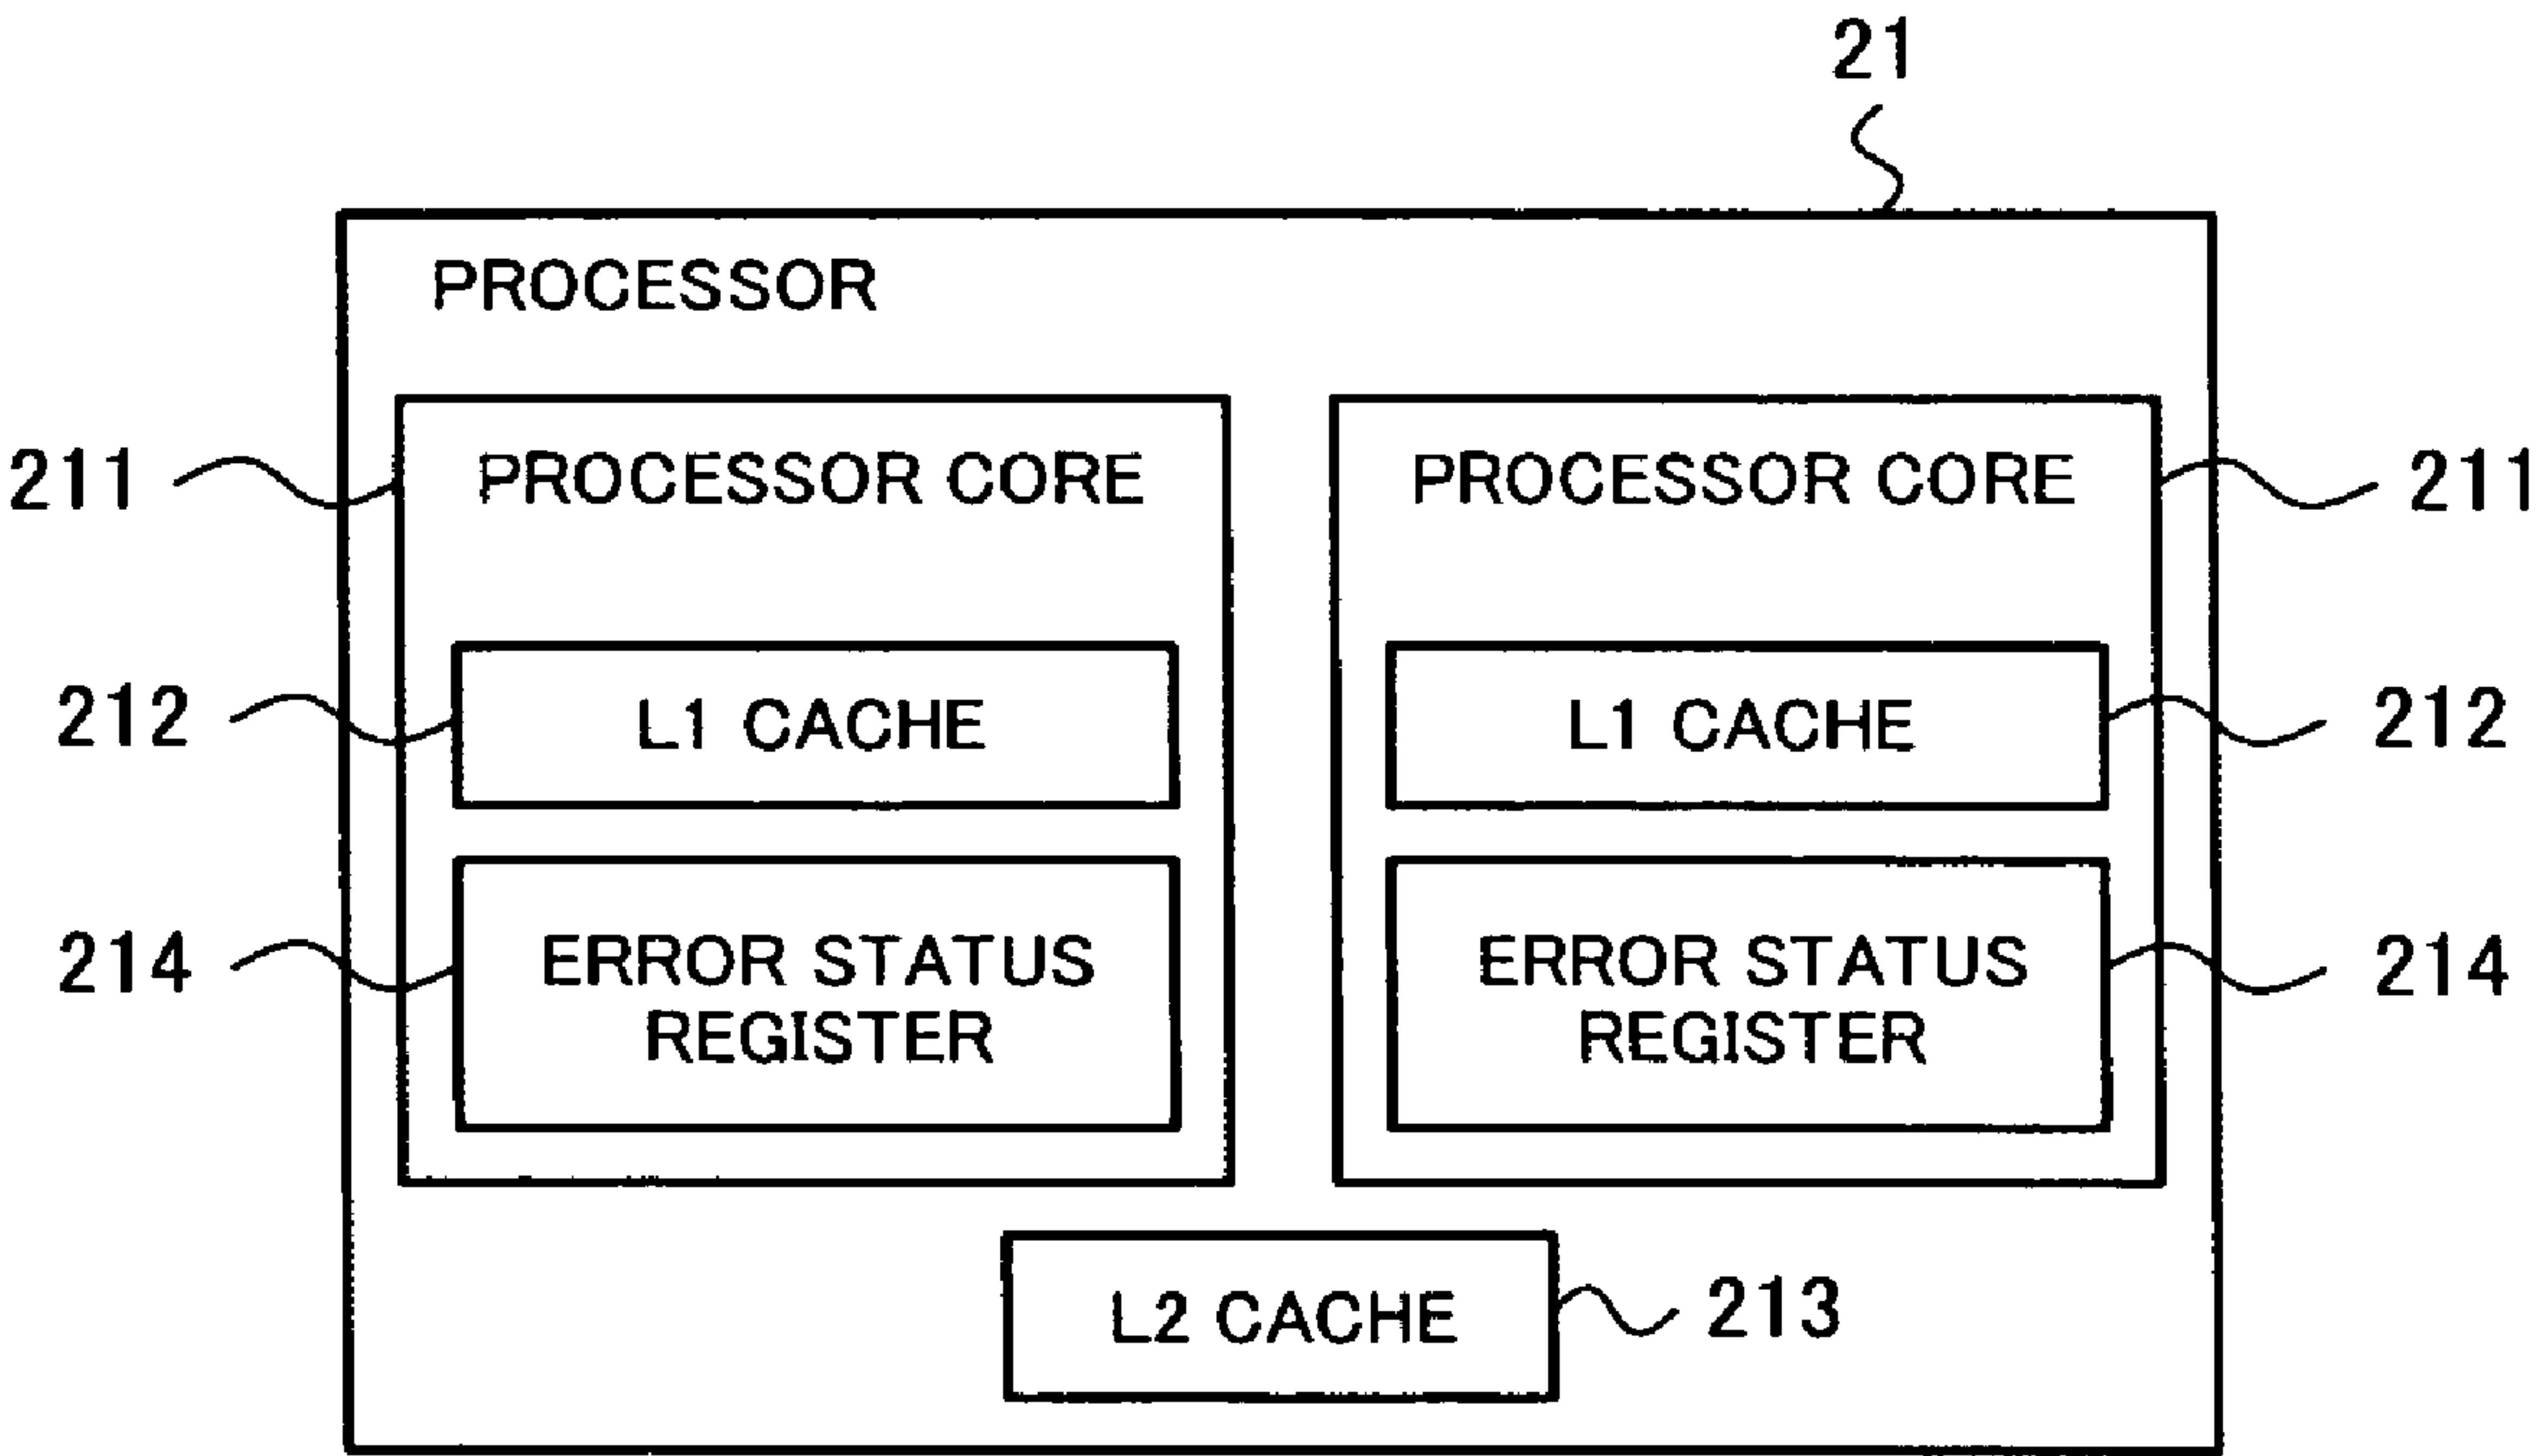 21
PROCESSOR
211
PROCESSOR CORE
PROCESSOR CORE
211
212
L1 CACHE
L1 CACHE
212
214
ERROR STATUS
REGISTER
ERROR STATUS
REGISTER
214
L2 CACHE
213